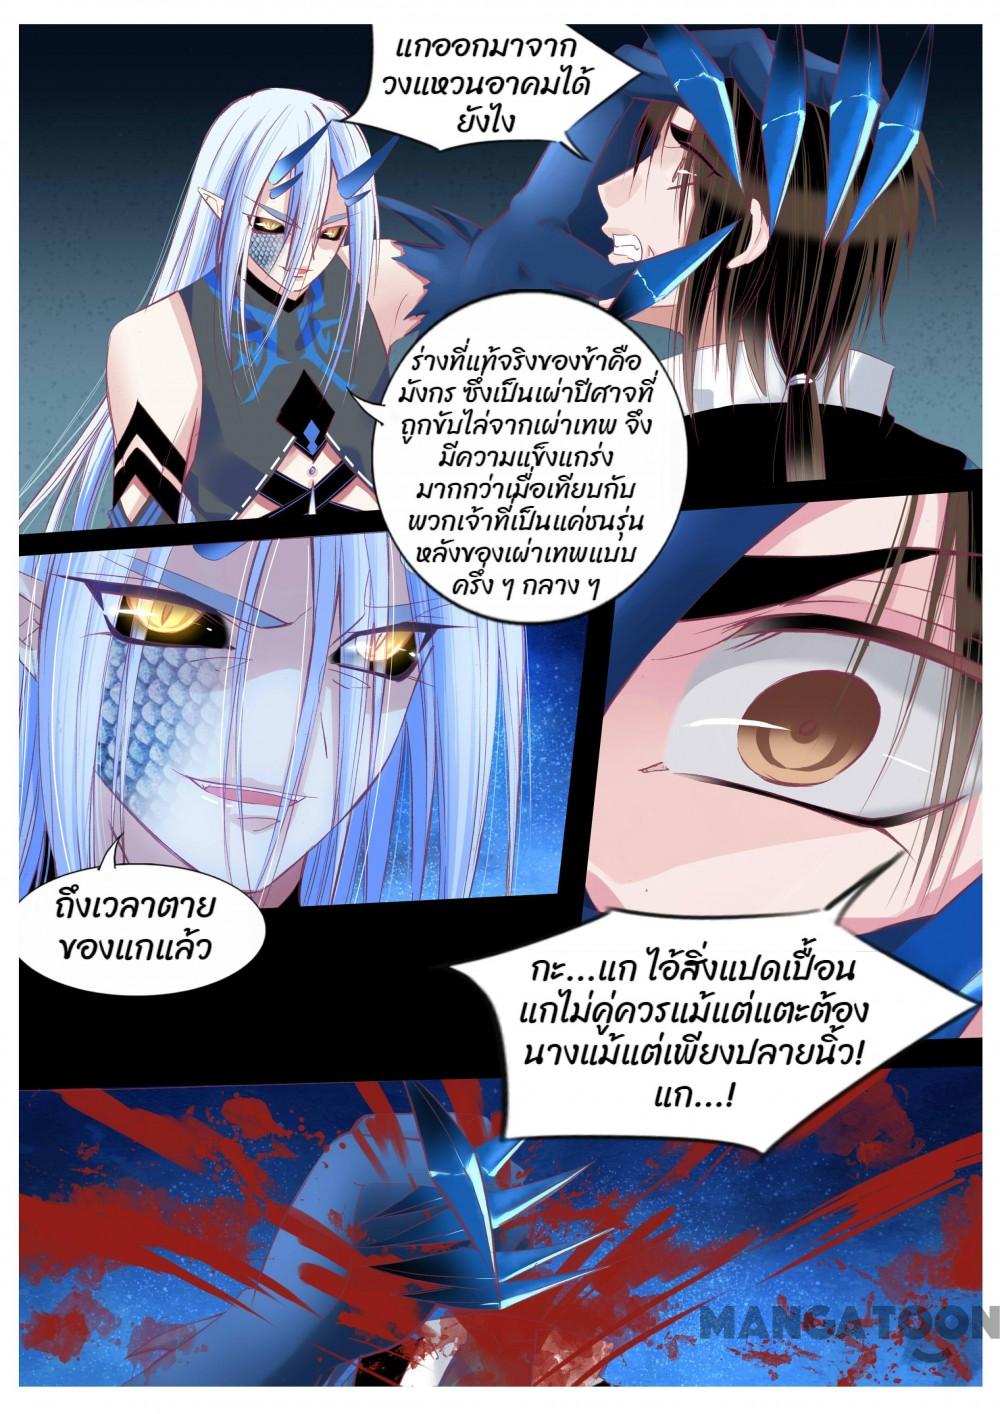 แกออกมาจาก
วงแหวนอาคมได้
ยังไง
ร่างที่แท้จริงของข้าคือ
มังกร ซึ่งเป็นเผ่าปีศาจที่
ถูกขับไล่จากเผ่าเทพ จึง
มีความแข็งแกร่ง
มากกว่าเมื่อเทียบกับ
พวกเจ้าที่เป็นแค่ชนรุ่น
หลังของเผ่าเทพแบบ
ครึ่ง ๆ กลาง ๆ
ถึงเวลาตาย
ของแกแล้ว
กะ...แก ไอ้สิ่งแปดเปื้อน
แกไม่คู่ควรแม้แต่แตะต้อง
นางแม้แต่เพียงปลายนิ้ว!
แก...!
MANGATOON